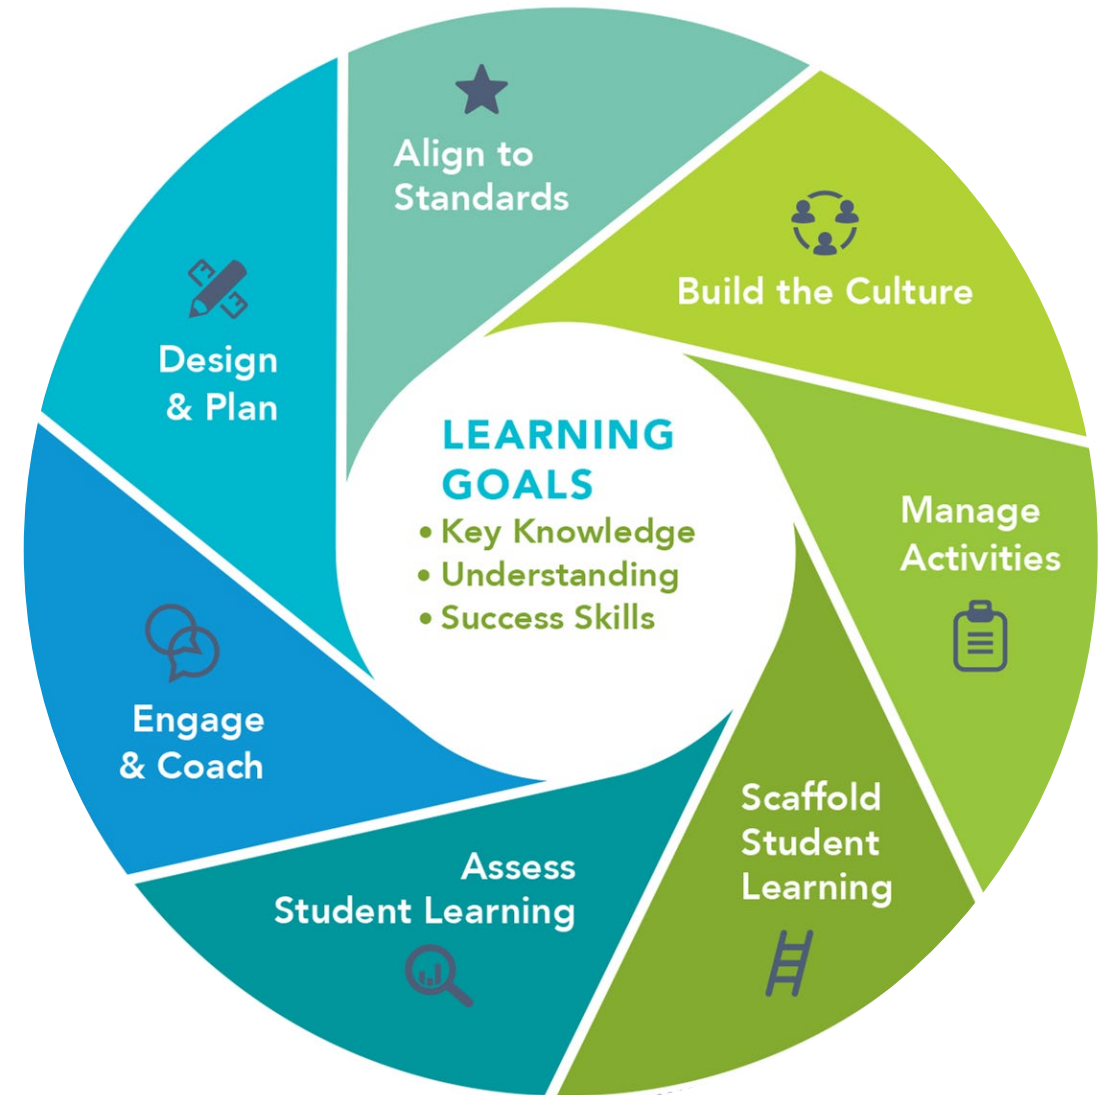 Align to
Standards
Build the Culture
Design
& Plan
LEARNING
GOALS
• Key Knowledge
• Understanding
• Success Skills
Manage
Activities
Engage
& Coach
Scaffold
Student
Learning
Assess
Student Learning